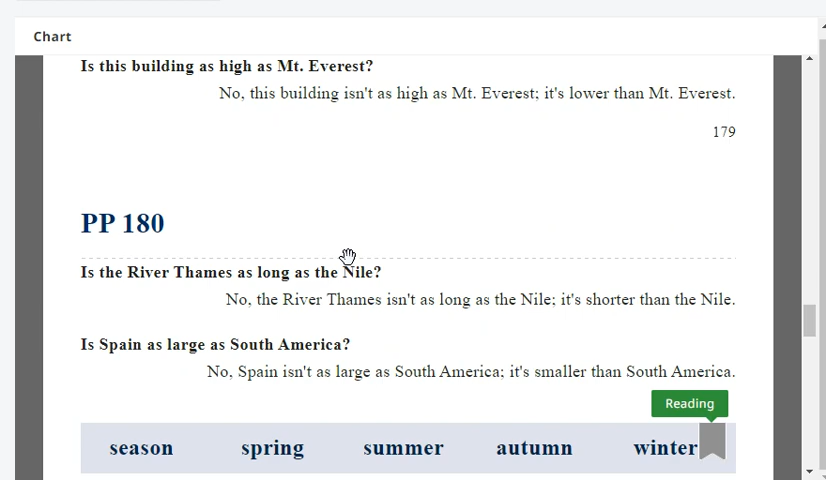 Chart
Is this building as high as Mt. Everest?
No, this building isn't as high as Mt. Everest; it's lower than Mt. Everest.
179
PP 180
Is the River Thames as long as the Nile?
No, the River Thames isn't as long as the Nile; it's shorter than the Nile.
Is Spain as large as South America?
No, Spain isn't as large as South America; it's smaller than South America.
Reading
season spring summer autumn winter